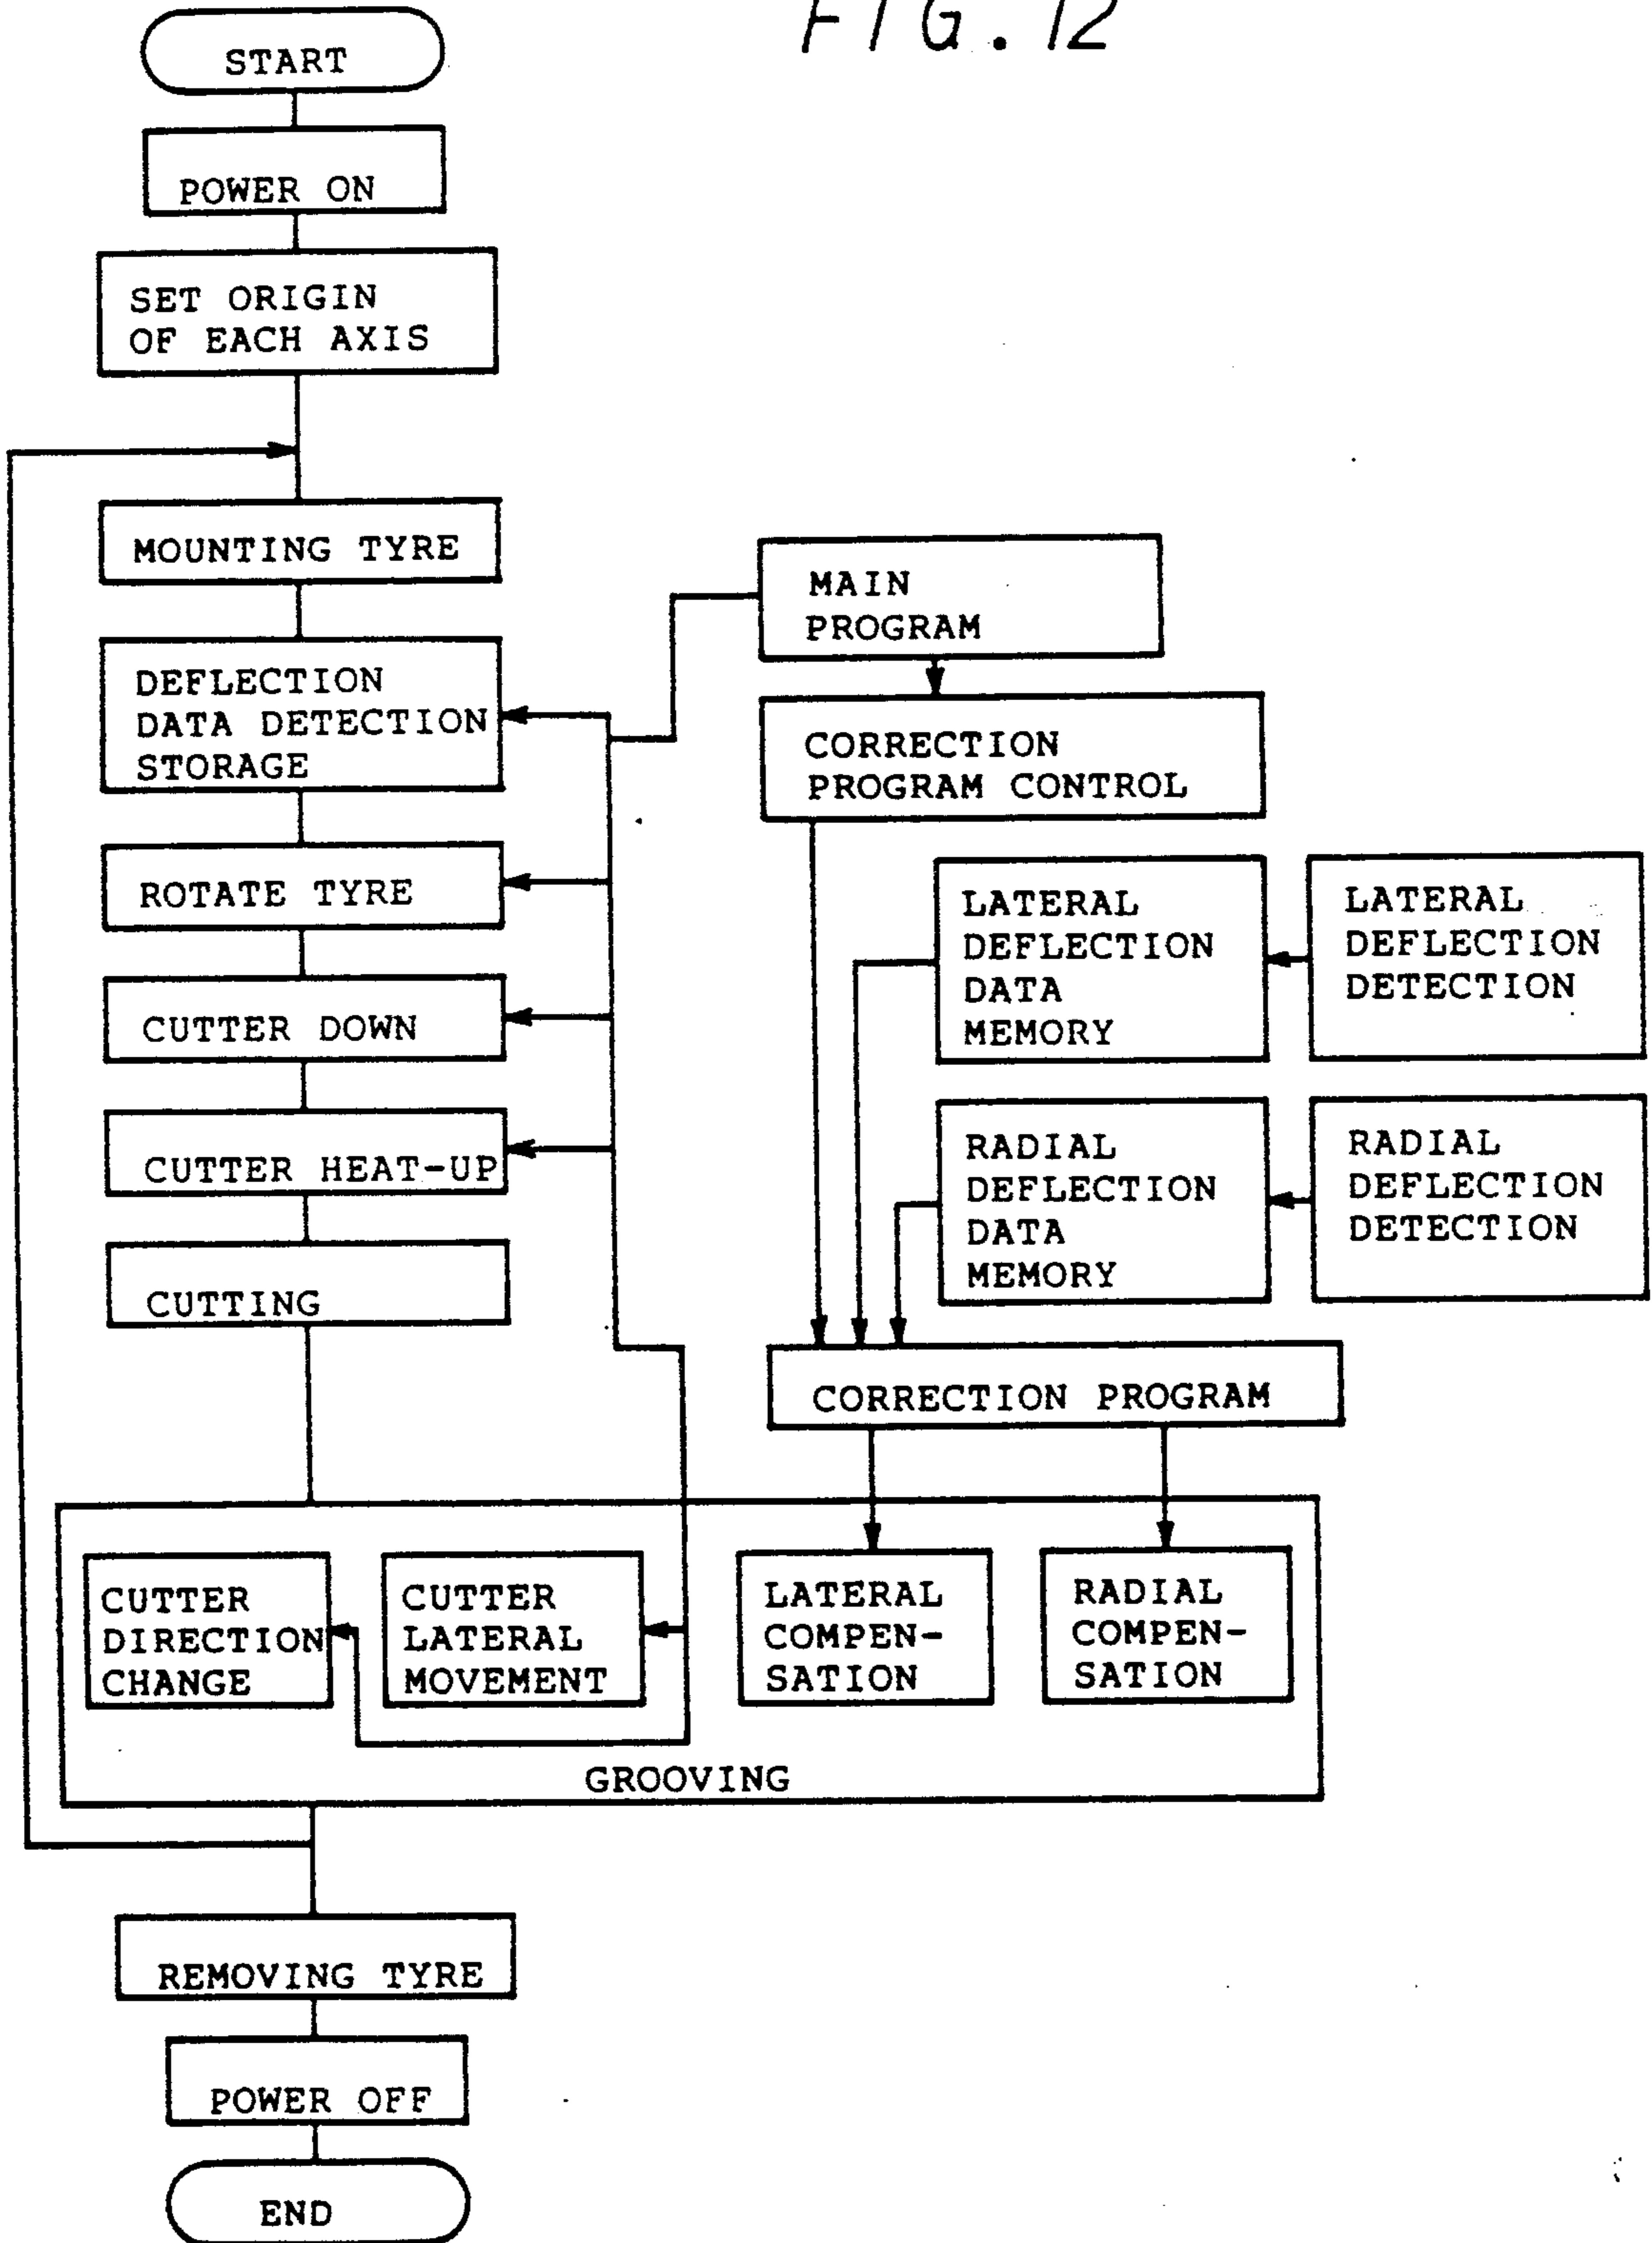 FIG. 12
START
POWER ON
SET ORIGIN
OF EACH AXIS
MOUNTING TYRE
DEFLECTION
DATA DETECTION
STORAGE
ROTATE TYRE
CUTTER DOWN
CUTTER HEAT-UP
CUTTING
MAIN
PROGRAM
CORRECTION
PROGRAM CONTROL
LATERAL
DEFLECTION
DATA
MEMORY
LATERAL
DEFLECTION
DETECTION
RADIAL
DEFLECTION
DATA
MEMORY
RADIAL
DEFLECTION
DETECTION
CORRECTION PROGRAM
CUTTER
DIRECTION
CHANGE
CUTTER
LATERAL
MOVEMENT
LATERAL
COMPEN-
SATION
RADIAL
COMPEN-
SATION
GROOVING
REMOVING TYRE
POWER OFF
END